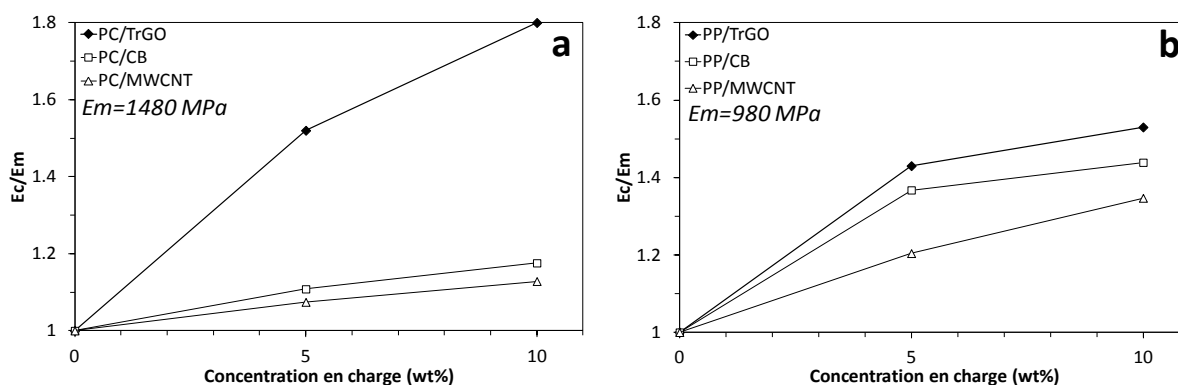 1.8
1.6
1.4
1.2
1
Ec/Em
PC/TrGO
PC/CB
PC/MWCNT
Em=1480 MPa
a
0
5
10
Concentration en charge (wt%)
1.8
1.6
1.4
1.2
1
Ec/Em
PP/TrGO
PP/CB
PP/MWCNT
Em=980 MPa
b
0
5
10
Concentration en charge (wt%)